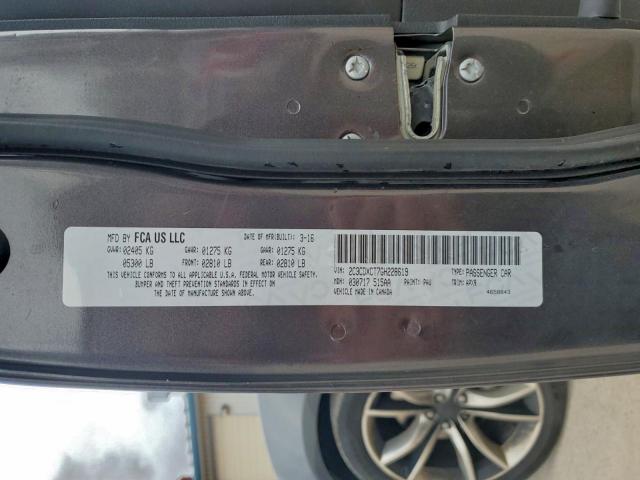 MFD BY FCA US LLC DATE OF MFR(BUILT): 3-16
GVWR: 02405 KG GAWR: 01275 KG GAWR: 01275 KG
05300 LB FRONT: 02810 LB REAR: 02810 LB
THIS VEHICLE CONFORMS TO ALL APPLICABLE U.S.A. FEDERAL MOTOR VEHICLE SAFETY,
BUMPER AND THEFT PREVENTION STANDARDS IN EFFECT ON
THE DATE OF MANUFACTURE SHOWN ABOVE.
VIN: 2C3CDXCT7GH228619 TYPE: PASSENGER CAR
MDH: 030717 515AA PAINT: PAU TRIM: APX9
VEHICLE MADE IN CANADA 4658843